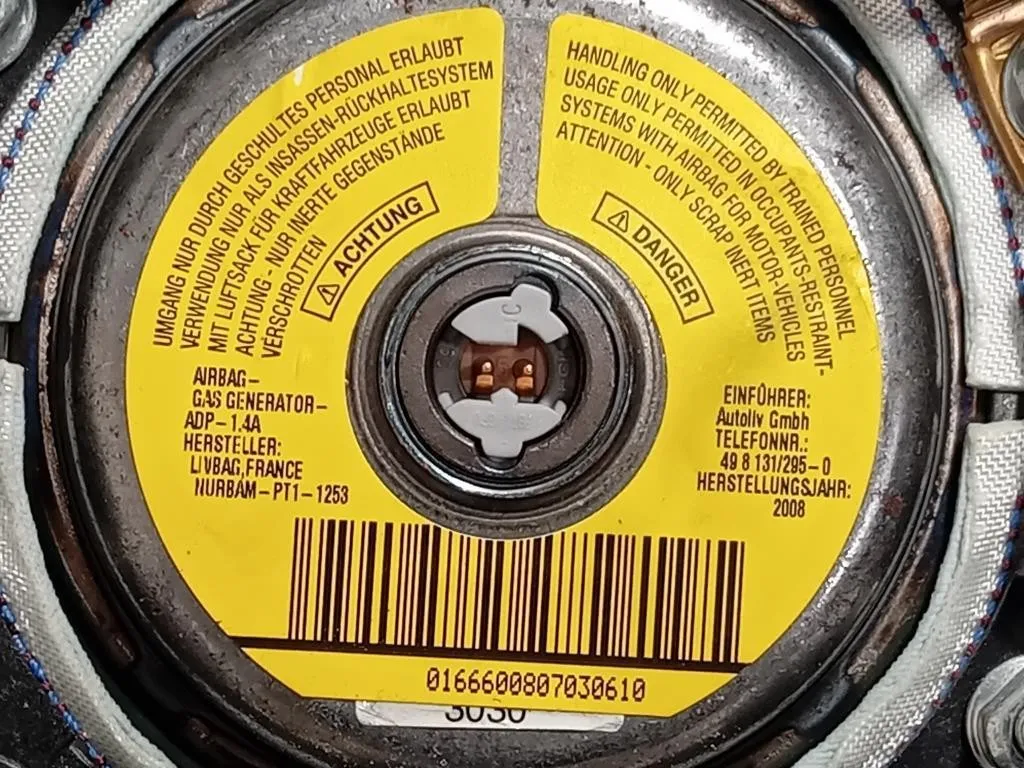 UMGANG NUR DURCH GESCHULTES PERSONAL ERLAUBT
VERWENDUNG NUR ALS INSASSEN-RÜCKHALTESYSTEM
MIT LUFTSACK FÜR KRAFTFAHRZEUGE ERLAUBT
ACHTUNG - NUR INERTE GEGENSTÄNDE
VERSCHROTTEN
ACHTUNG
HANDLING ONLY PERMITTED BY TRAINED PERSONNEL
USAGE ONLY PERMITTED IN OCCUPANTS-RESTRAINT-
SYSTEMS WITH AIRBAG FOR MOTOR-VEHICLES
ATTENTION - ONLY SCRAP INERT ITEMS
DANGER
C
AIRBAG-
GAS GENERATOR-
ADP-1.4A
HERSTELLER:
LIVBAG,FRANCE
NURBAM-PT1-1253
EINFÛHRER:
Autoliv Gmbh
TELEFONNR.:
49 8 131/295-0
HERSTELLUNGSJAHR:
2008
0166600807030610
3030